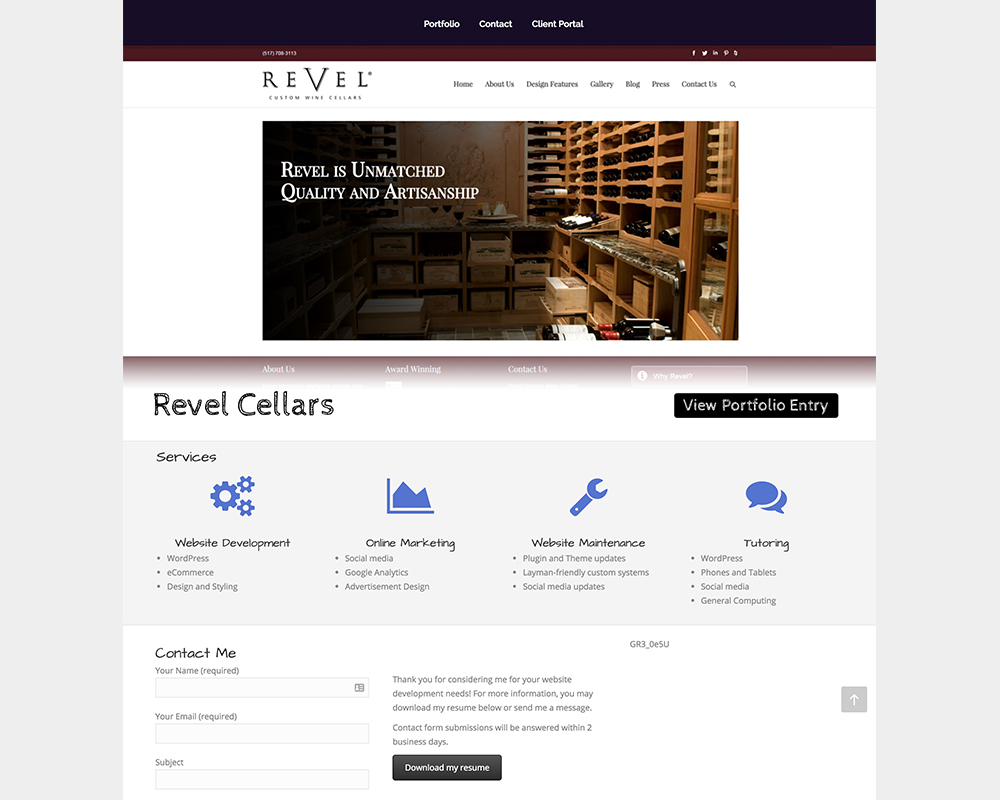 Portfolio Contact Client Portal
(517) 708-3113
REVEL®
CUSTOM WINE CELLARS
Home About Us Design Features Gallery Blog Press Contact Us
Revel is Unmatched
Quality and Artisanship
About Us Award Winning Contact Us
Why Revel?
Revel Cellars
View Portfolio Entry
Services
Website Development
• WordPress
• eCommerce
• Design and Styling
Online Marketing
• Social media
• Google Analytics
• Advertisement Design
Website Maintenance
• Plugin and Theme updates
• Layman-friendly custom systems
• Social media updates
Tutoring
• WordPress
• Phones and Tablets
• Social media
• General Computing
Contact Me
Your Name (required)
Your Email (required)
Subject
Thank you for considering me for your website
development needs! For more information, you may
download my resume below or send me a message.
Contact form submissions will be answered within 2
business days.
Download my resume
GR3_0e5U